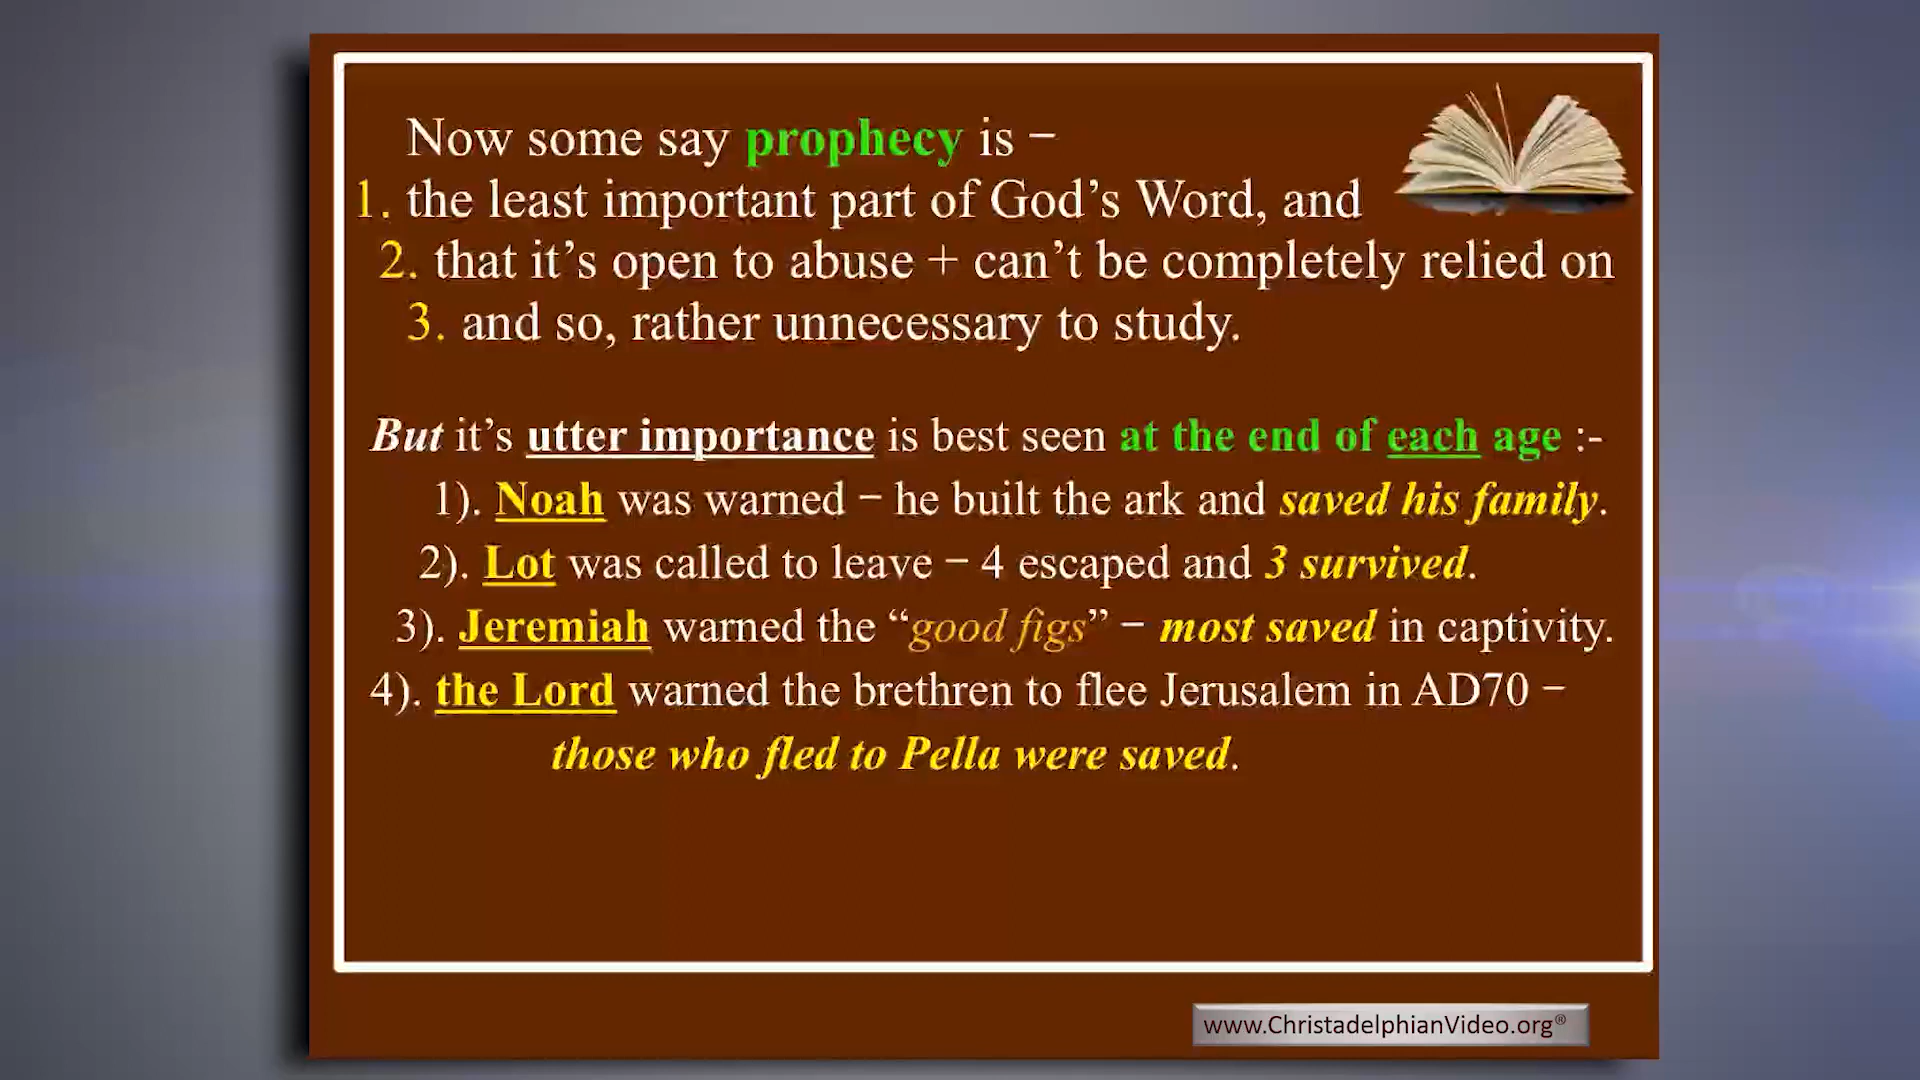 Now some say prophecy is –
1. the least important part of God’s Word, and
2. that it’s open to abuse + can’t be completely relied on
3. and so, rather unnecessary to study.
But it’s utter importance is best seen at the end of each age :-
1). Noah was warned – he built the ark and saved his family.
2). Lot was called to leave – 4 escaped and 3 survived.
3). Jeremiah warned the “good figs” – most saved in captivity.
4). the Lord warned the brethren to flee Jerusalem in AD70 –
those who fled to Pella were saved.
www.ChristadelphianVideo.org®